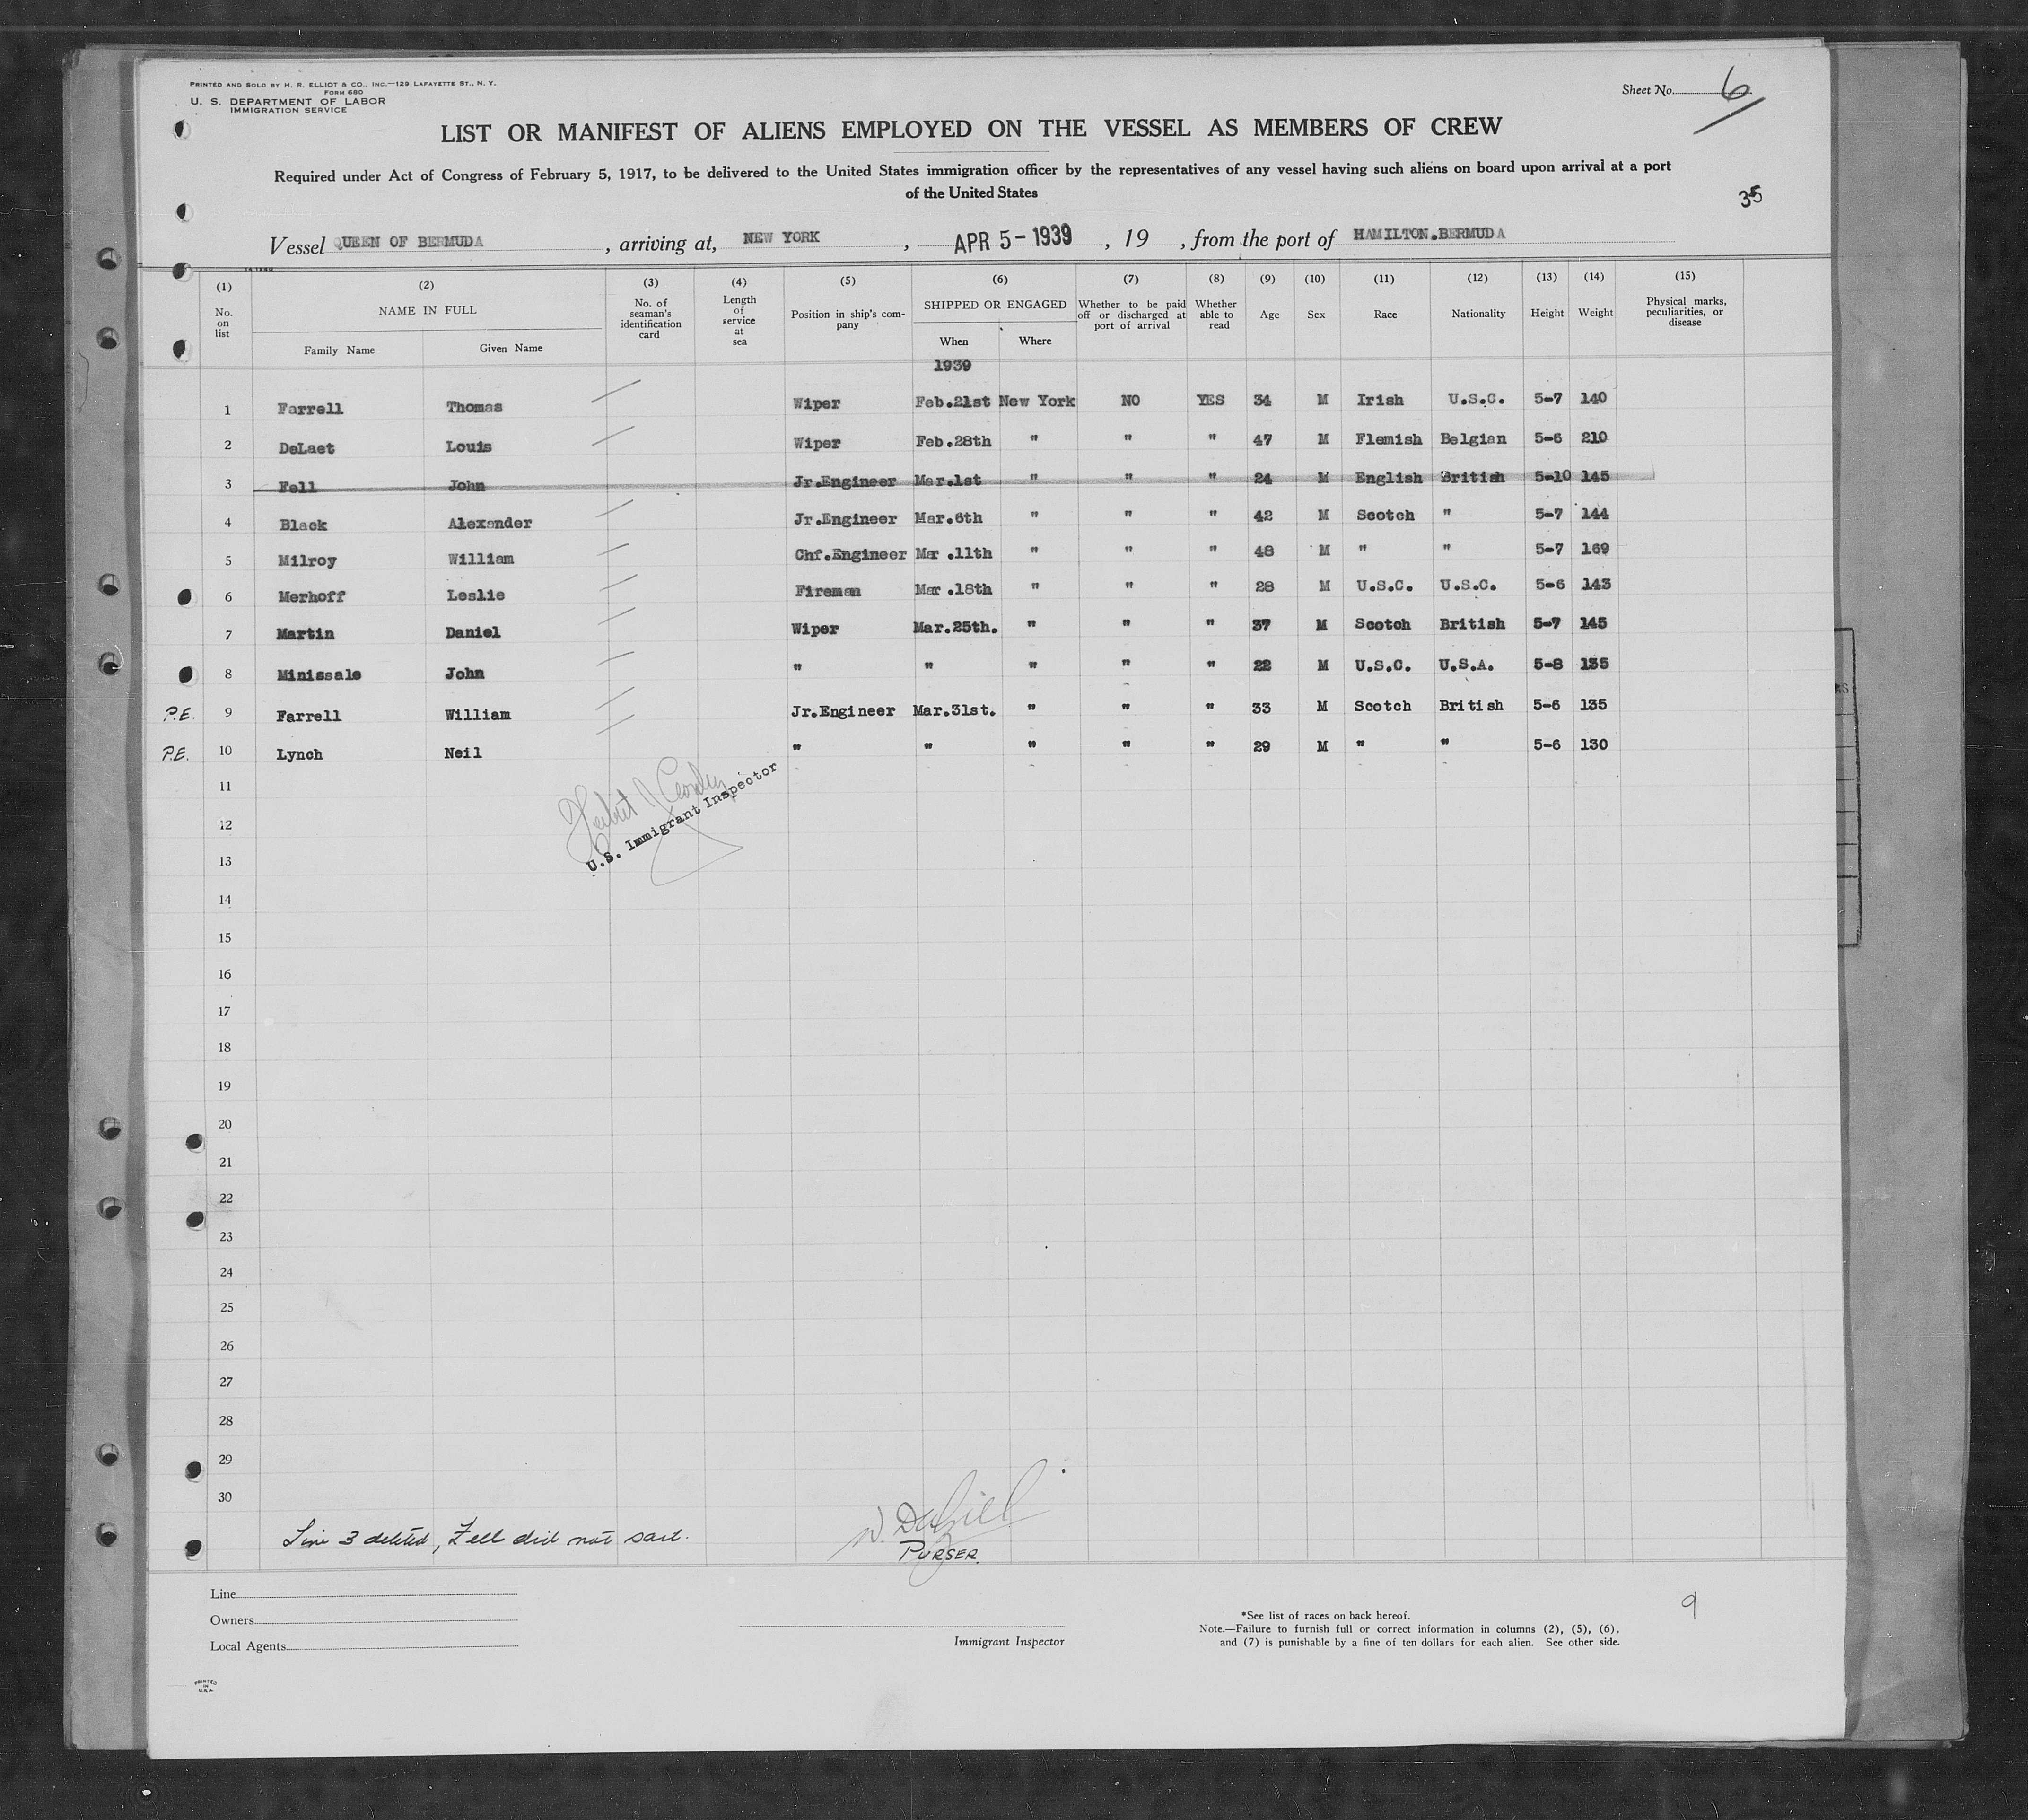 PRINTED AND SOLD BY H. R. ELLIOT & CO., INC.—129 LAFAYETTE ST., N. Y.
FORM 680
U. S. DEPARTMENT OF LABOR
IMMIGRATION SERVICE
Sheet No. 6
LIST OR MANIFEST OF ALIENS EMPLOYED ON THE VESSEL AS MEMBERS OF CREW
Required under Act of Congress of February 5, 1917, to be delivered to the United States immigration officer by the representatives of any vessel having such aliens on board upon arrival at a port
of the United States
35
Vessel QUEEN OF BERMUDA , arriving at, NEW YORK , APR 5-1939 , 19 , from the port of HAMILTON.BERMUDA
(1) No. on list (2) NAME IN FULL Family Name Given Name (3) No. of seaman's identification card (4) Length of service at sea (5) Position in ship's company (6) SHIPPED OR ENGAGED When Where (7) Whether to be paid off or discharged at port of arrival (8) Whether able to read (9) Age (10) Sex (11) Race (12) Nationality (13) Height (14) Weight (15) Physical marks, peculiarities, or disease
1939
1 Farrell Thomas Wiper Feb.21st New York NO YES 34 M Irish U.S.C. 5-7 140
2 DeLaet Louis Wiper Feb.28th " " " 47 M Flemish Belgian 5-6 210
3 Fell John Jr.Engineer Mar.1st " " " 24 M English British 5-10 145
4 Black Alexander Jr.Engineer Mar.6th " " " 42 M Scotch " 5-7 144
5 Milroy William Chf.Engineer Mar .11th " " " 48 M " " 5-7 169
6 Merhoff Leslie Fireman Mar .18th " " " 28 M U.S.C. U.S.C. 5-6 143
7 Martin Daniel Wiper Mar.25th. " " " 37 M Scotch British 5-7 145
8 Minissale John " " " " " 22 M U.S.C. U.S.A. 5-8 135
P.E. 9 Farrell William Jr.Engineer Mar.31st. " " " 33 M Scotch British 5-6 135
P.E. 10 Lynch Neil " " " " " 29 M " " 5-6 130
11
U.S. Immigrant Inspector
12
13
14
15
16
17
18
19
20
21
22
23
24
25
26
27
28
29
30
Line 3 deleted, Fell did not sail.
PURSER.
Line
Owners
Local Agents
Immigrant Inspector
*See list of races on back hereof.
Note.—Failure to furnish full or correct information in columns (2), (5), (6),
and (7) is punishable by a fine of ten dollars for each alien. See other side.
9
PRINTED
IN
U.S.A.